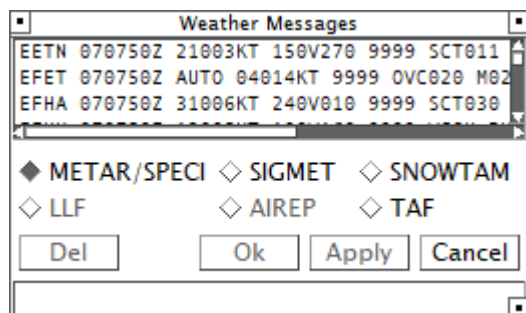 Weather Messages
EETN 070750Z 21003KT 150V270 9999 SCT011
EFET 070750Z AUTO 04014KT 9999 OVC020 M02
EFHA 070750Z 31006KT 240V010 9999 SCT030
METAR/SPECI SIGMET SNOWTAM
LLF AIREP TAF
Del Ok Apply Cancel